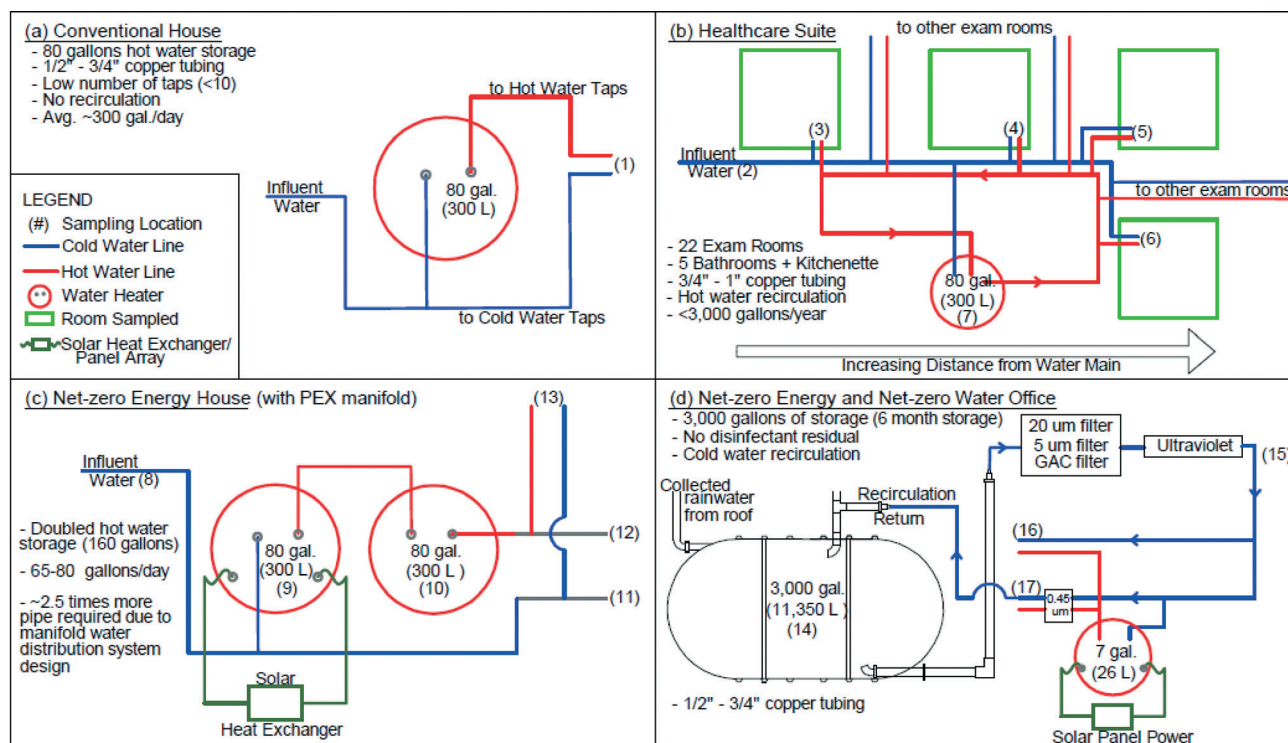 (a) Conventional House
- 80 gallons hot water storage
- 1/2" - 3/4" copper tubing
- Low number of taps (<10)
- No recirculation
- Avg. ~300 gal./day
to Hot Water Taps
(1)
80 gal.
(300 L)
Influent
Water
to Cold Water Taps
LEGEND
(#) Sampling Location
Cold Water Line
Hot Water Line
Water Heater
Room Sampled
Solar Heat Exchanger/
Panel Array
(b) Healthcare Suite
to other exam rooms
(3)
(4)
(5)
Influent
Water (2)
to other exam rooms
(6)
- 22 Exam Rooms
- 5 Bathrooms + Kitchenette
- 3/4" - 1" copper tubing
- Hot water recirculation
- <3,000 gallons/year
80 gal.
(300 L)
(7)
Increasing Distance from Water Main
(c) Net-zero Energy House (with PEX manifold)
(13)
Influent
Water (8)
- Doubled hot water
storage (160 gallons)
- 65-80 gallons/day
- ~2.5 times more
pipe required due to
manifold water
distribution system
design
80 gal.
(300 L)
(9)
80 gal.
(300 L )
(10)
(12)
(11)
Solar
Heat Exchanger
(d) Net-zero Energy and Net-zero Water Office
- 3,000 gallons of storage (6 month storage)
- No disinfectant residual
- Cold water recirculation
20 um filter
5 um filter
GAC filter
Ultraviolet
(15)
Collected
rainwater
from roof
Recirculation
Return
(16)
(17)
0.45
um
3,000 gal.
(11,350 L )
(14)
7 gal.
(26 L)
- 1/2" - 3/4" copper tubing
Solar Panel Power